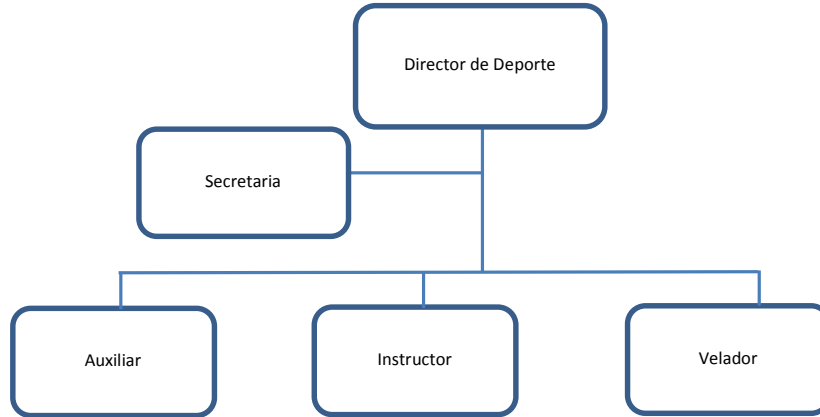 Director de Deporte
Secretaria
Auxiliar
Instructor
Velador